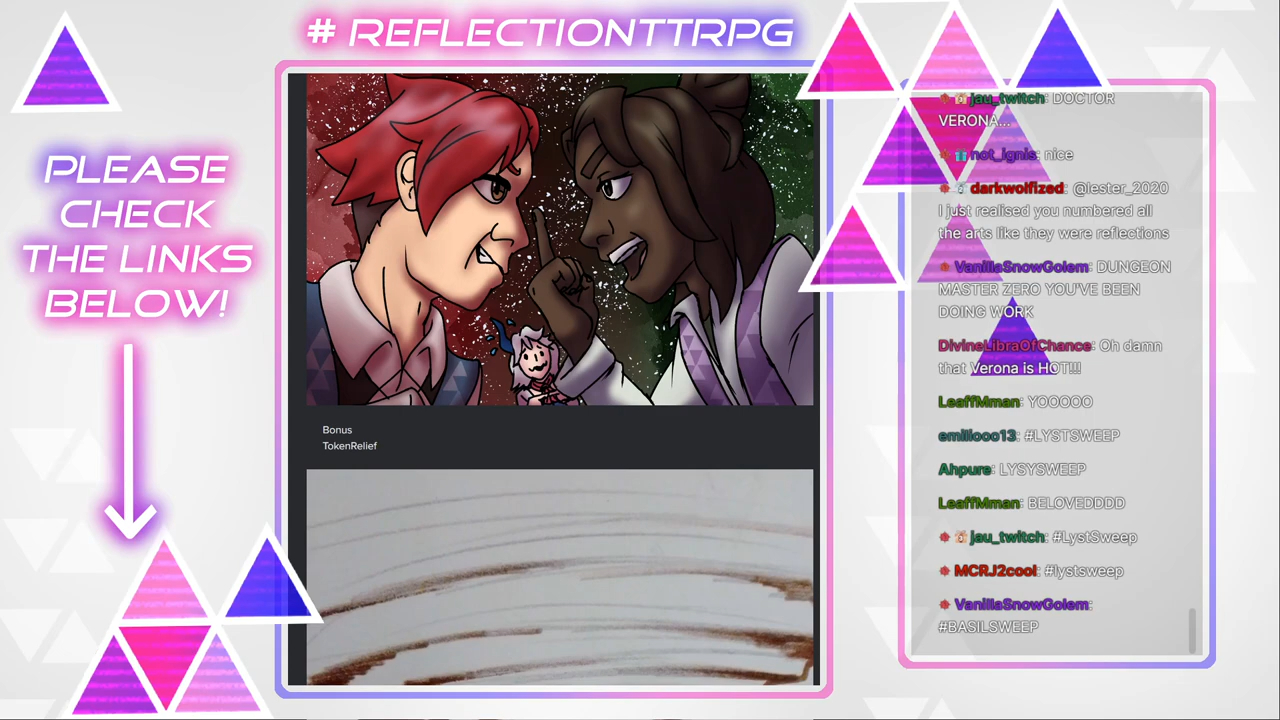 # REFLECTIONTTRPG
PLEASE
CHECK
THE LINKS
BELOW!
Bonus
TokenRelief
jau_twitch: DOCTOR
VERONA...
not_ignis: nice
darkwolfized: @lester_2020
I just realised you numbered all
the arts like they were reflections
VanillaSnowGolem: DUNGEON
MASTER ZERO YOU'VE BEEN
DOING WORK
DivineLibraOfChance: Oh damn
that Verona is HOT!!!
LeaffMman: YOOOOO
emiliooo13: #LYSTSWEEP
Ahpure: LYSYSWEEP
LeaffMman: BELOVEDDDD
jau_twitch: #LystSweep
MCRJ2cool: #lystsweep
VanillaSnowGolem:
#BASILSWEEP